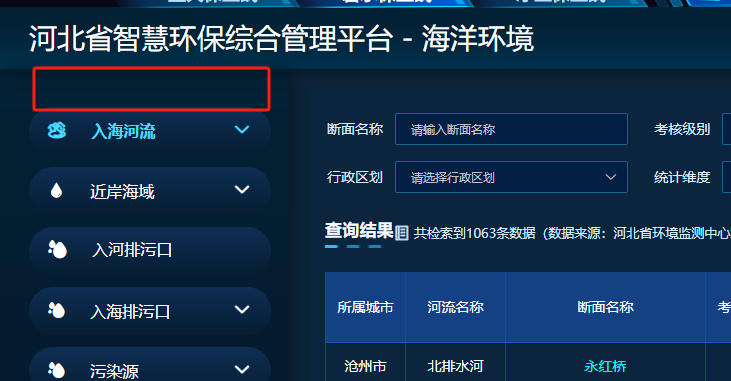 河北省智慧环保综合管理平台 - 海洋环境
入海河流
近岸海域
入河排污口
入海排污口
污染源
断面名称 请输入断面名称 考核级别
行政区划 请选择行政区划 统计维度
查询结果 共检索到1063条数据（数据来源：河北省环境监测中心
所属城市 河流名称 断面名称 考
沧州市 北排水河 永红桥